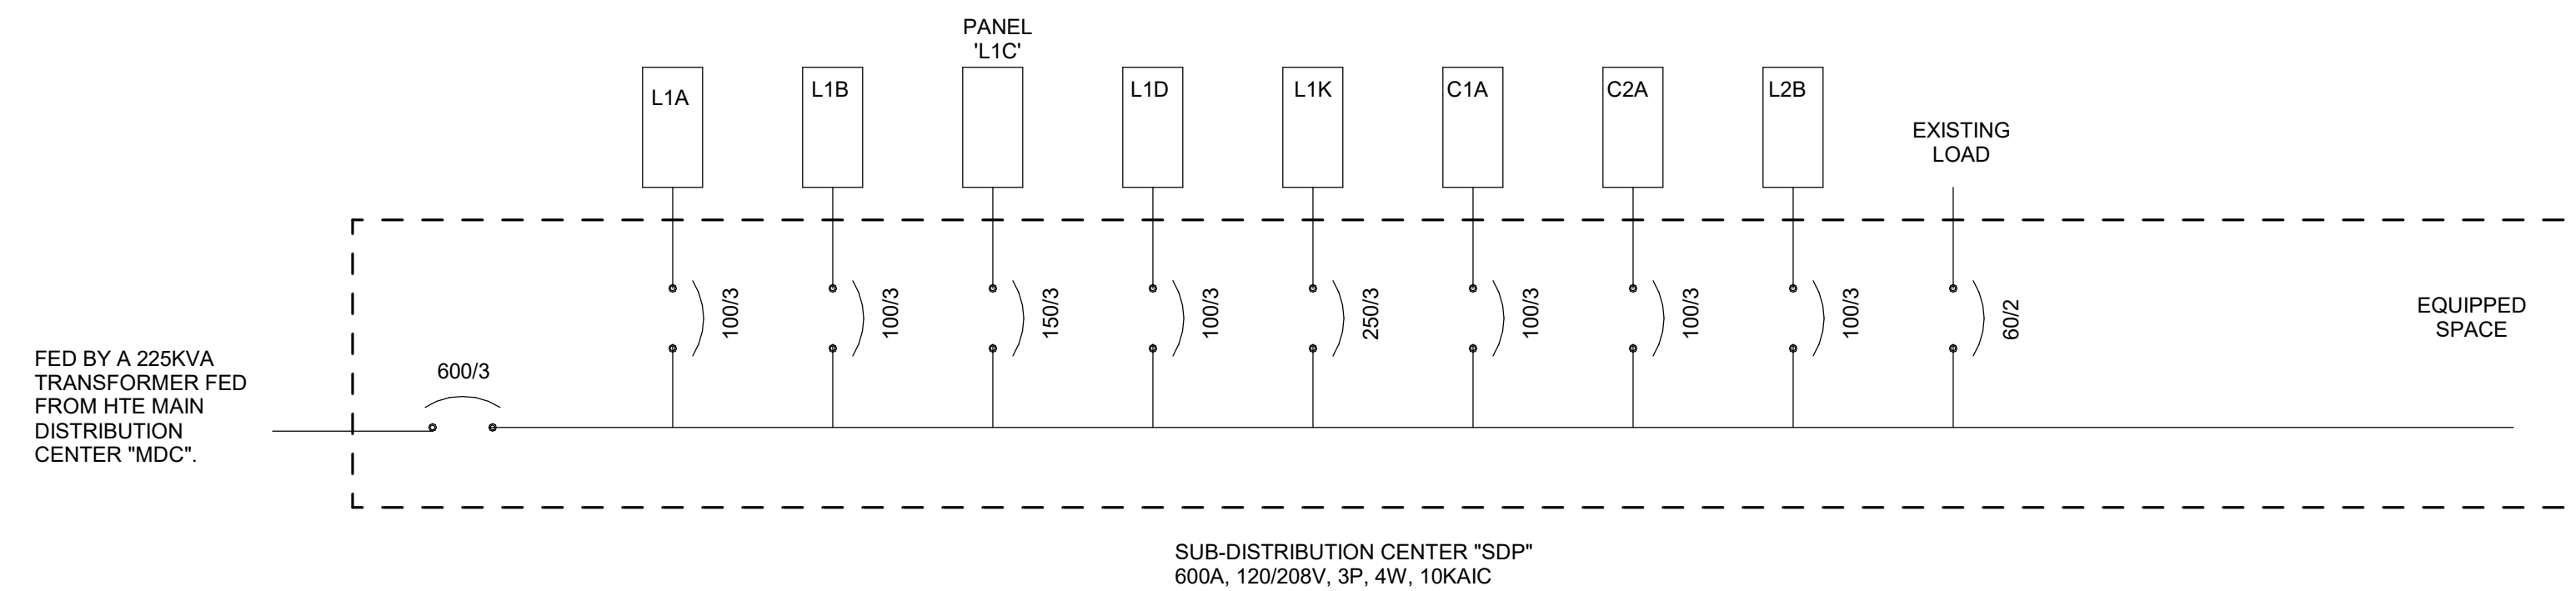 PANEL
'L1C'
L1A
L1B
L1D
L1K
C1A
C2A
L2B
EXISTING
LOAD
100/3
100/3
150/3
100/3
250/3
100/3
100/3
100/3
60/2
EQUIPPED
SPACE
FED BY A 225KVA
TRANSFORMER FED
FROM HTE MAIN
DISTRIBUTION
CENTER "MDC".
600/3
SUB-DISTRIBUTION CENTER "SDP"
600A, 120/208V, 3P, 4W, 10KAIC